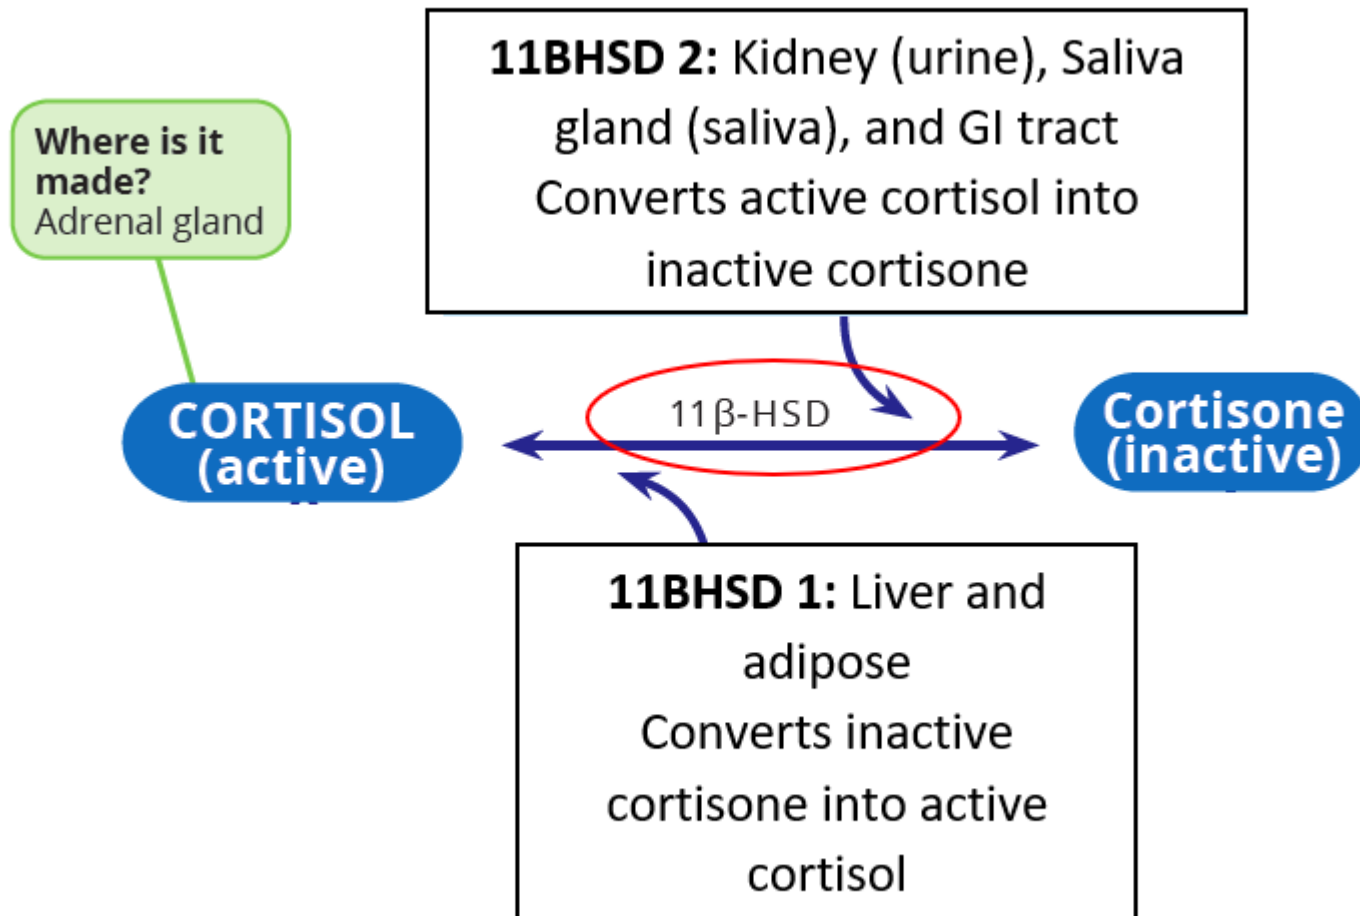 11BHSD 2: Kidney (urine), Saliva
gland (saliva), and GI tract
Converts active cortisol into
inactive cortisone
Where is it
made?
Adrenal gland
CORTISOL
(active)
11β-HSD
Cortisone
(inactive)
11BHSD 1: Liver and
adipose
Converts inactive
cortisone into active
cortisol